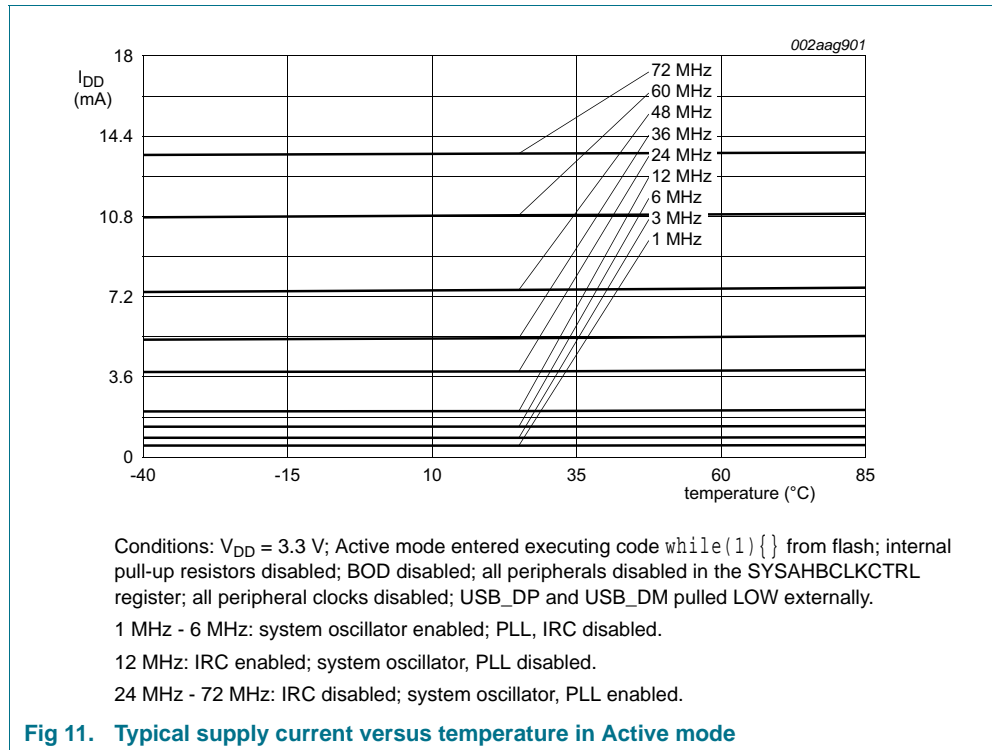 002aag901
18
I_DD
(mA)
14.4
10.8
7.2
3.6
0
72 MHz
60 MHz
48 MHz
36 MHz
24 MHz
12 MHz
6 MHz
3 MHz
1 MHz
-40 -15 10 35 60 85
temperature (°C)
Conditions: V_DD = 3.3 V; Active mode entered executing code while(1){} from flash; internal
pull-up resistors disabled; BOD disabled; all peripherals disabled in the SYSAHBCLKCTRL
register; all peripheral clocks disabled; USB_DP and USB_DM pulled LOW externally.
1 MHz - 6 MHz: system oscillator enabled; PLL, IRC disabled.
12 MHz: IRC enabled; system oscillator, PLL disabled.
24 MHz - 72 MHz: IRC disabled; system oscillator, PLL enabled.
Fig 11. Typical supply current versus temperature in Active mode